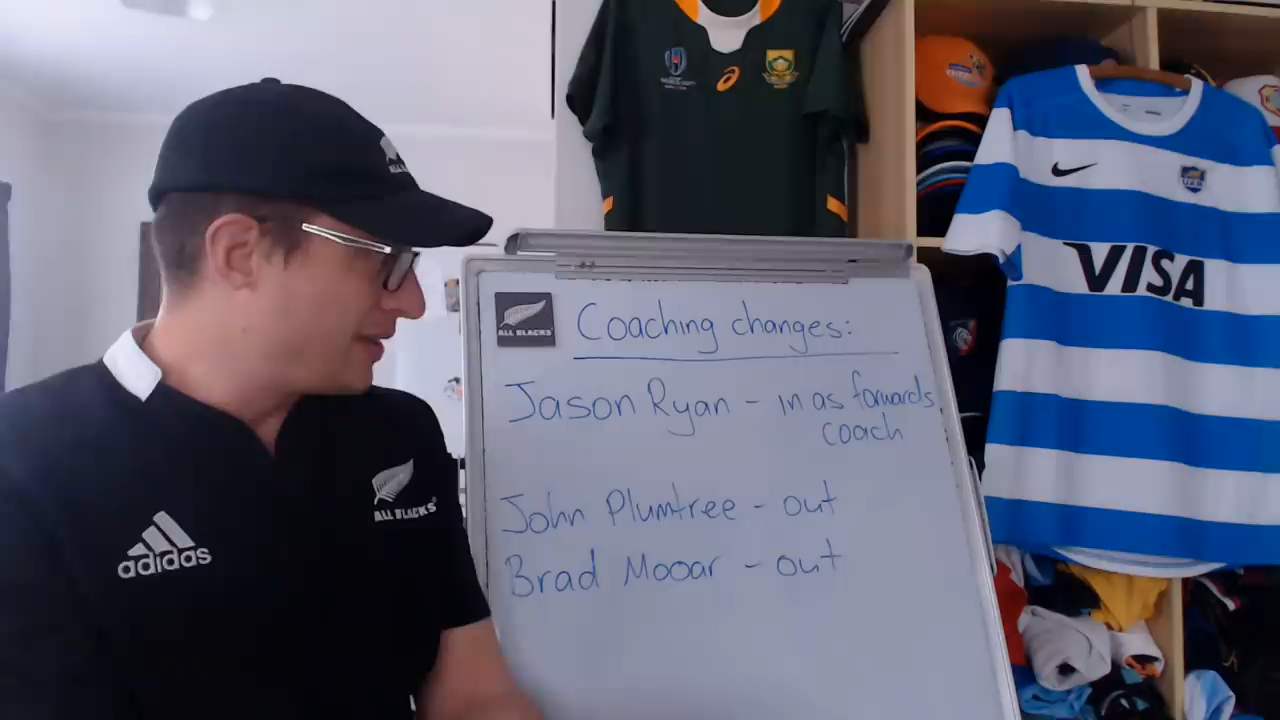 ALL BLACKS
Coaching changes:
Jason Ryan - in as forwards
coach
John Plumtree - out
Brad Mooar - out
adidas
ALL BLACKS
VISA
UAR